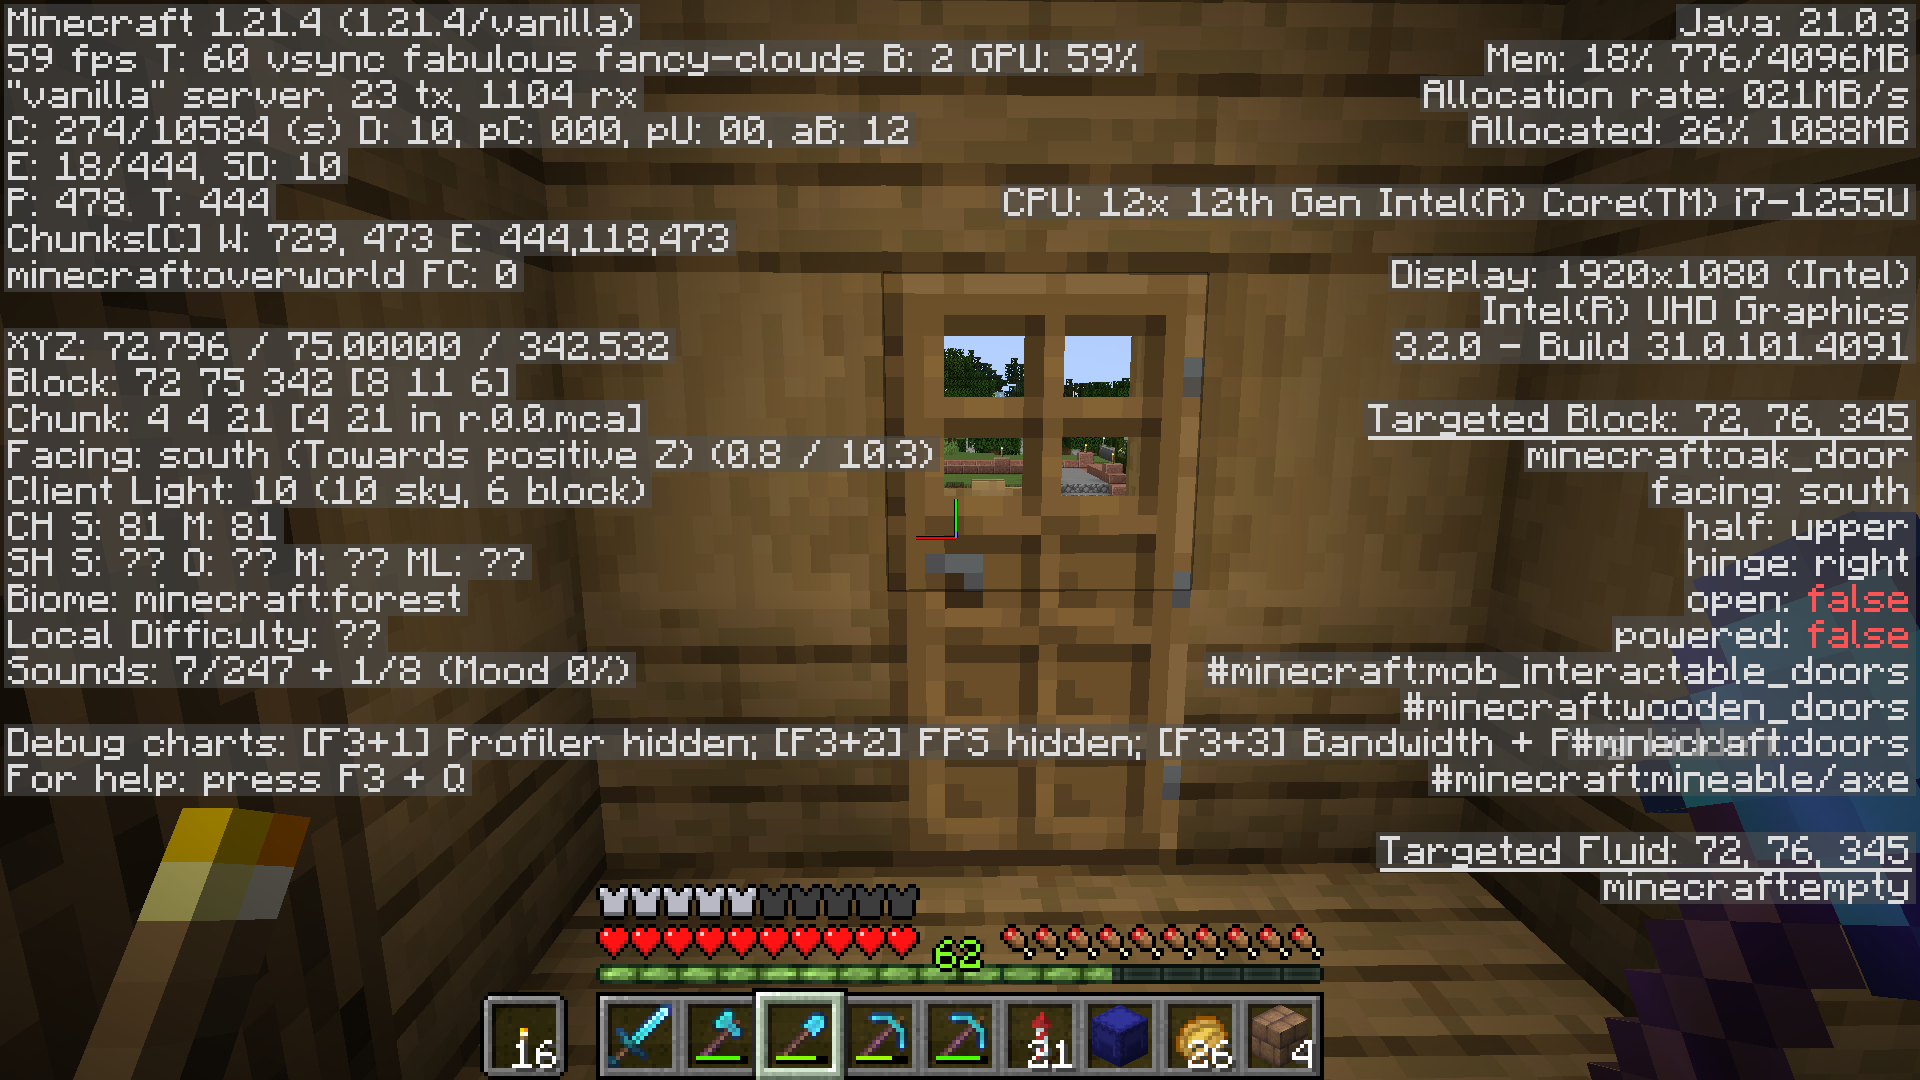 Minecraft 1.21.4 (1.21.4/vanilla)
59 fps T: 60 vsync fabulous fancy-clouds B: 2 GPU: 59%
"vanilla" server, 23 tx, 1104 rx
C: 274/10584 (s) D: 10, pC: 000, pU: 00, aB: 12
E: 18/444, SD: 10
P: 478. T: 444
Chunks[C] W: 729, 473 E: 444,118,473
minecraft:overworld FC: 0
XYZ: 72.796 / 75.00000 / 342.532
Block: 72 75 342 [8 11 6]
Chunk: 4 4 21 [4 21 in r.0.0.mca]
Facing: south (Towards positive Z) (0.8 / 10.3)
Client Light: 10 (10 sky, 6 block)
CH S: 81 M: 81
SH S: ?? O: ?? M: ?? ML: ??
Biome: minecraft:forest
Local Difficulty: ??
Sounds: 7/247 + 1/8 (Mood 0%)
Debug charts: [F3+1] Profiler hidden; [F3+2] FPS hidden; [F3+3] Bandwidth +
For help: press F3 + Q
Java: 21.0.3
Mem: 18% 776/4096MB
Allocation rate: 021MB/s
Allocated: 26% 1088MB
CPU: 12x 12th Gen Intel(R) Core(TM) i7-1255U
Display: 1920x1080 (Intel)
Intel(R) UHD Graphics
3.2.0 - Build 31.0.101.4091
Targeted Block: 72, 76, 345
minecraft:oak_door
facing: south
half: upper
hinge: right
open: false
powered: false
#minecraft:mob_interactable_doors
#minecraft:wooden_doors
#minecraft:doors
#minecraft:mineable/axe
Targeted Fluid: 72, 76, 345
minecraft:empty
62
16
21
26
4